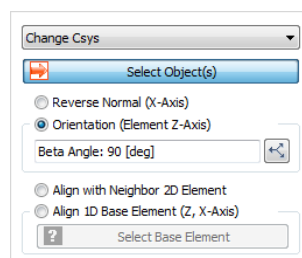 Change Csys
Select Object(s)
Reverse Normal (X-Axis)
Orientation (Element Z-Axis)
Beta Angle: 90 [deg]
Align with Neighbor 2D Element
Align 1D Base Element (Z, X-Axis)
? Select Base Element